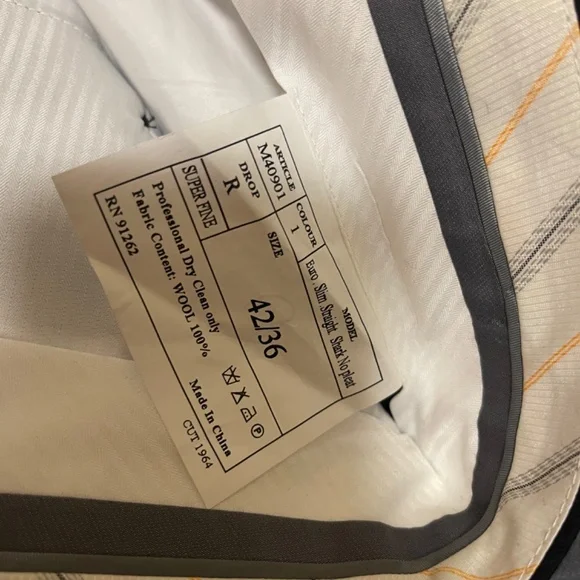 ARTICLE
M40901
COLOUR
1
MODEL
Euro . Slim .Straight. Spark No pleat
DROP
R
SIZE
42/36
SUPER FINE
Professional Dry Clean only
Fabric Content: WOOL 100%
RN 91262
Made In China
CUT 1964
P